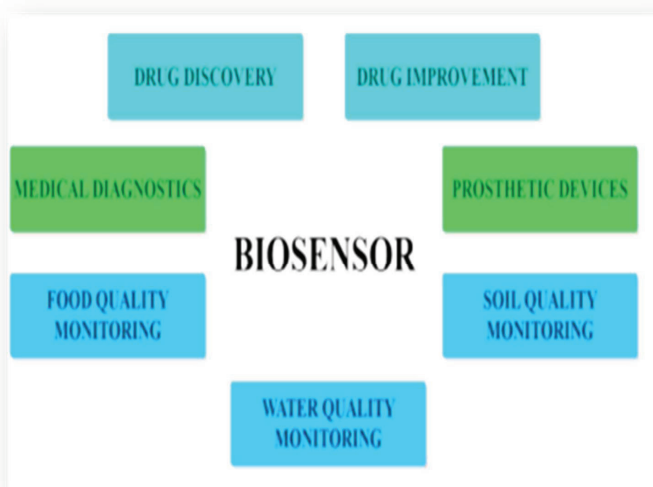 DRUG DISCOVERY
DRUG IMPROVEMENT
MEDICAL DIAGNOSTICS
PROSTHETIC DEVICES
BIOSENSOR
FOOD QUALITY
MONITORING
SOIL QUALITY
MONITORING
WATER QUALITY
MONITORING